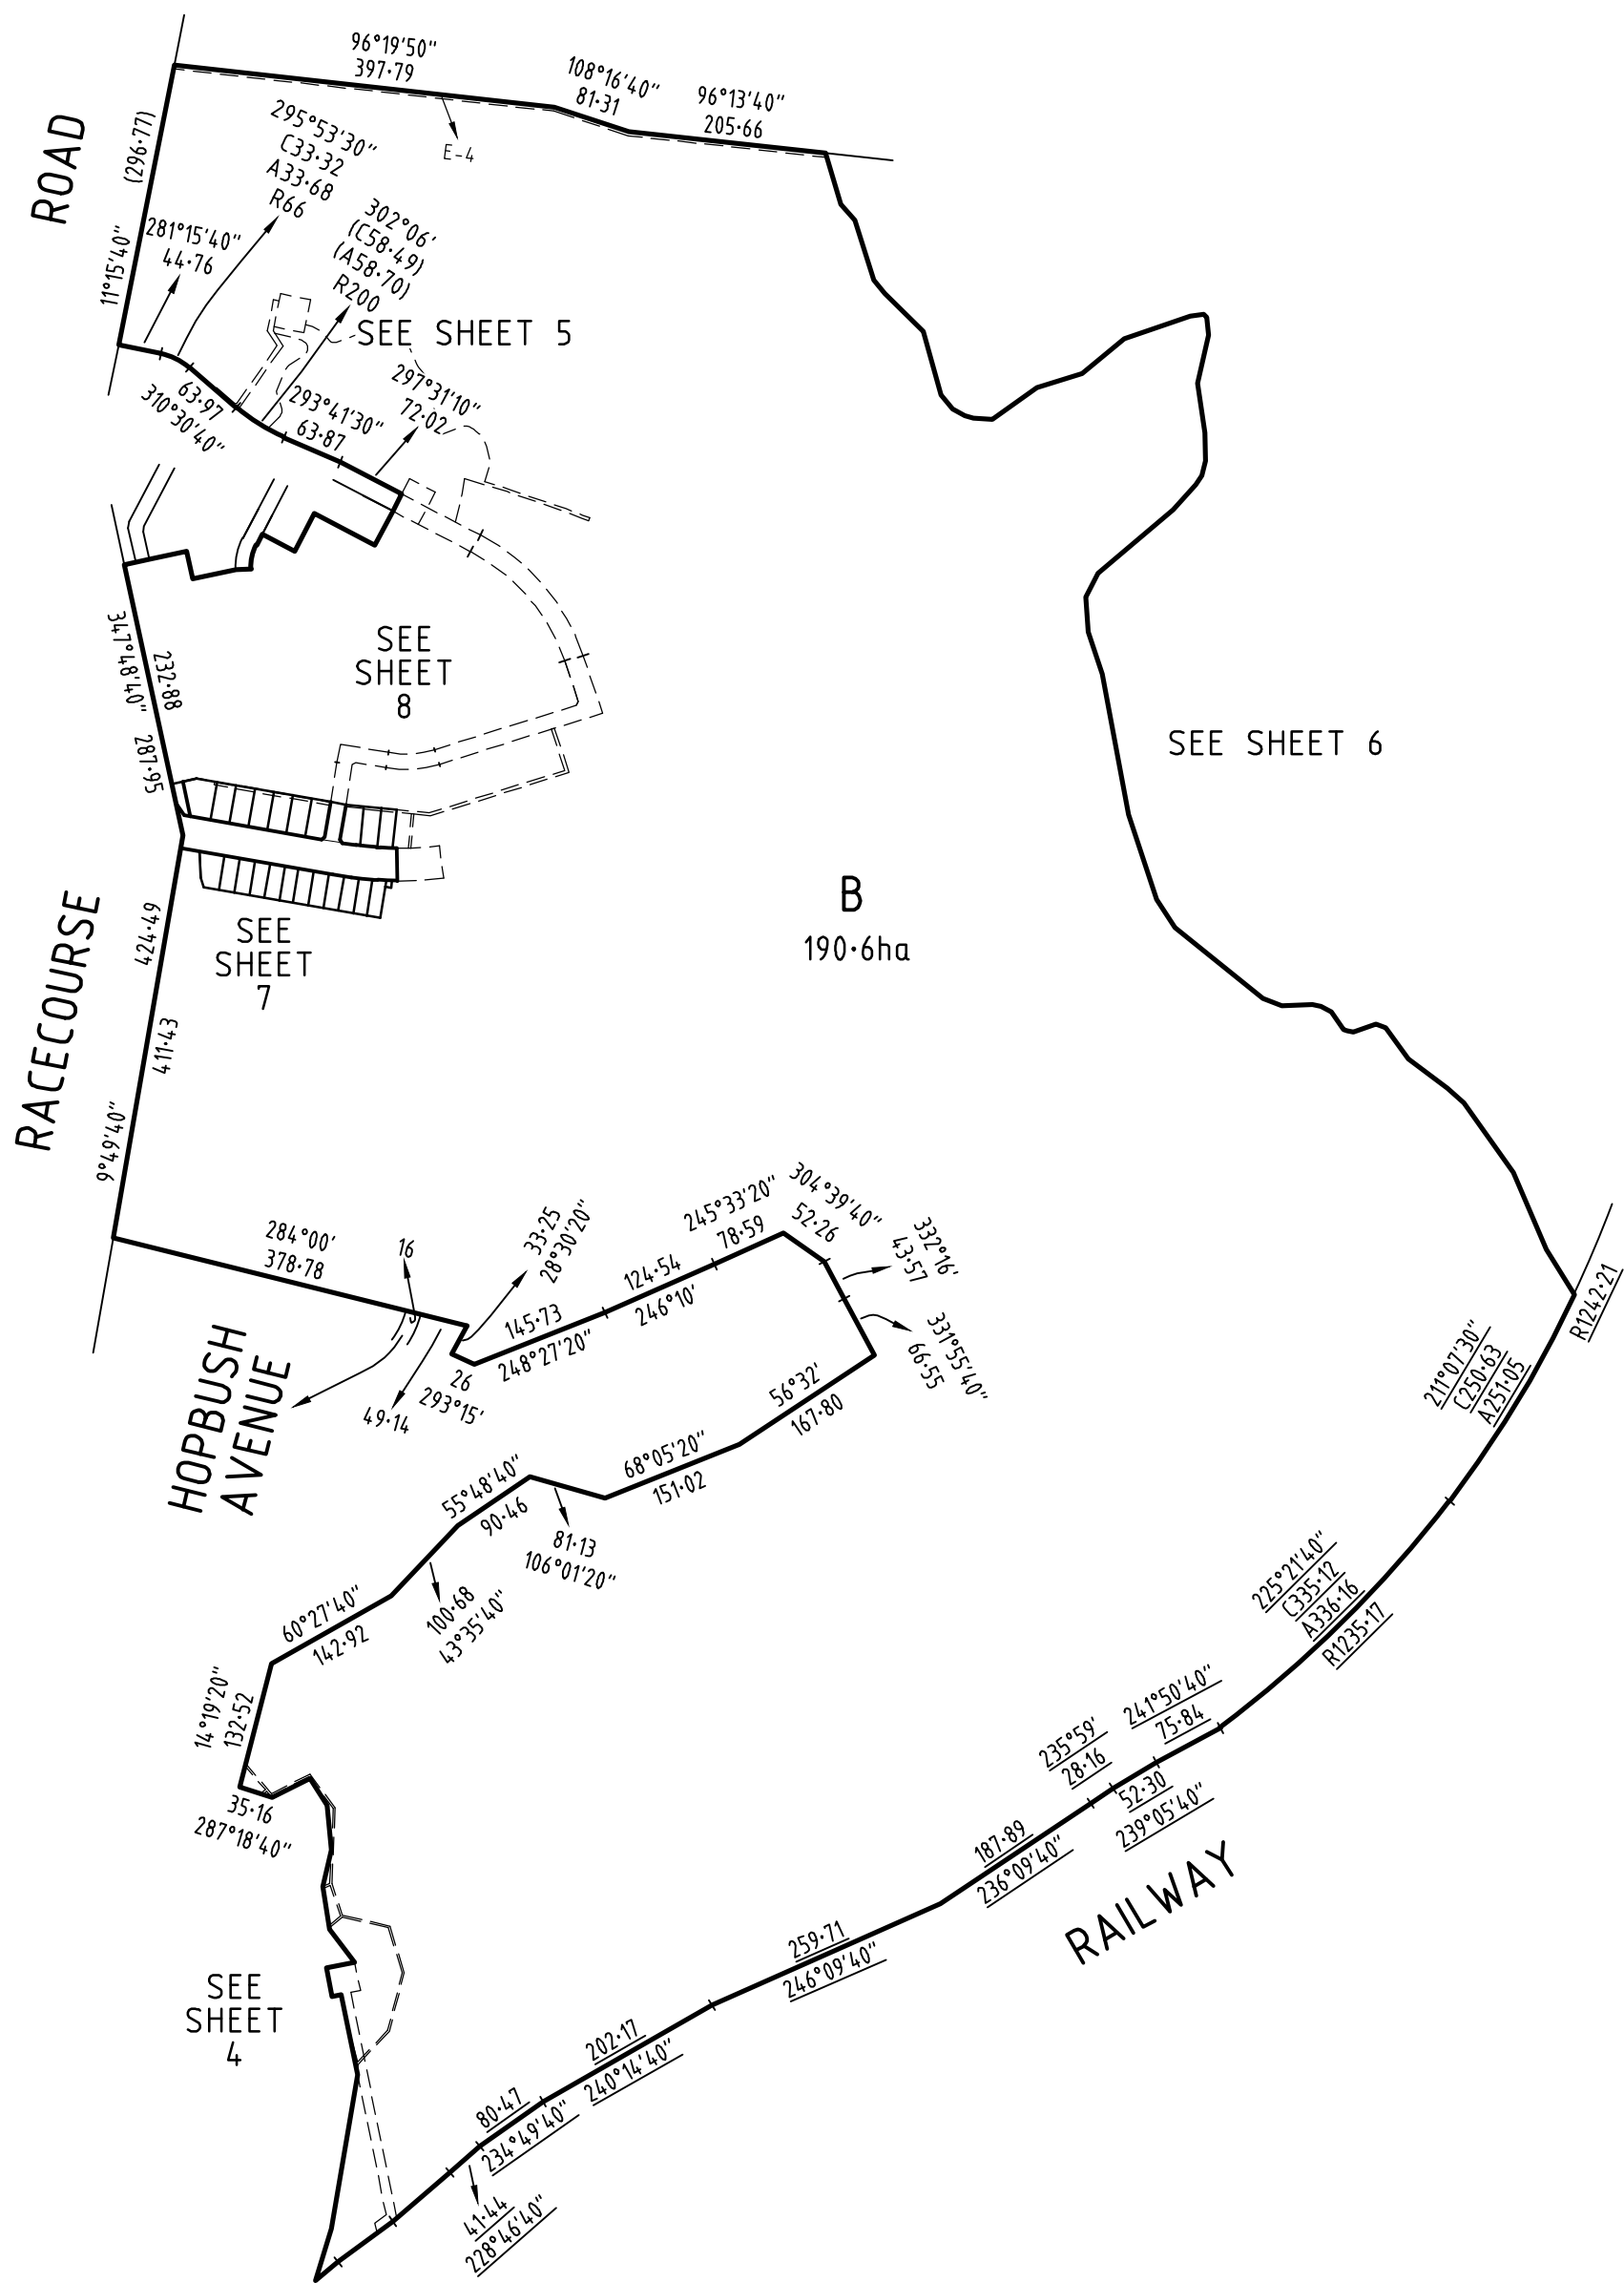 96°19'50"
397·79
108°16'40"
81·31
96°13'40"
205·66
E-4
ROAD
(296·77)
11°15'40"
295°53'30"
C33·32
A33·68
R66
281°15'40"
44·76
302°06'
(C58·49)
(A58·70)
R200
SEE SHEET 5
63·97
310°30'40"
293°41'30"
63·87
297°31'10"
72·02
347°48'40"
232·88
287·95
SEE
SHEET
8
SEE SHEET 6
B
190·6ha
RACECOURSE
424·49
411·43
9°49'40"
SEE
SHEET
7
284°00'
378·78
16
33·25
28°30'20"
HOPBUSH
AVENUE
49·14
26
293°15'
145·73
248°27'20"
124·54
246°10'
245°33'20"
78·59
304°39'40"
52·26
332°16'
43·57
331°55'40"
66·55
56°32'
167·80
68°05'20"
151·02
81·13
106°01'20"
55°48'40"
90·46
100·68
43°35'40"
60°27'40"
142·92
14°19'20"
132·52
35·16
287°18'40"
SEE
SHEET
4
R1242·21
211°07'30"
C250·63
A251·05
225°21'40"
C335·12
A336·16
R1235·17
241°50'40"
75·84
235°59'
28·16
52·30
239°05'40"
187·89
236°09'40"
RAILWAY
259·71
246°09'40"
202·17
240°14'40"
80·47
234°49'40"
41·44
228°46'40"